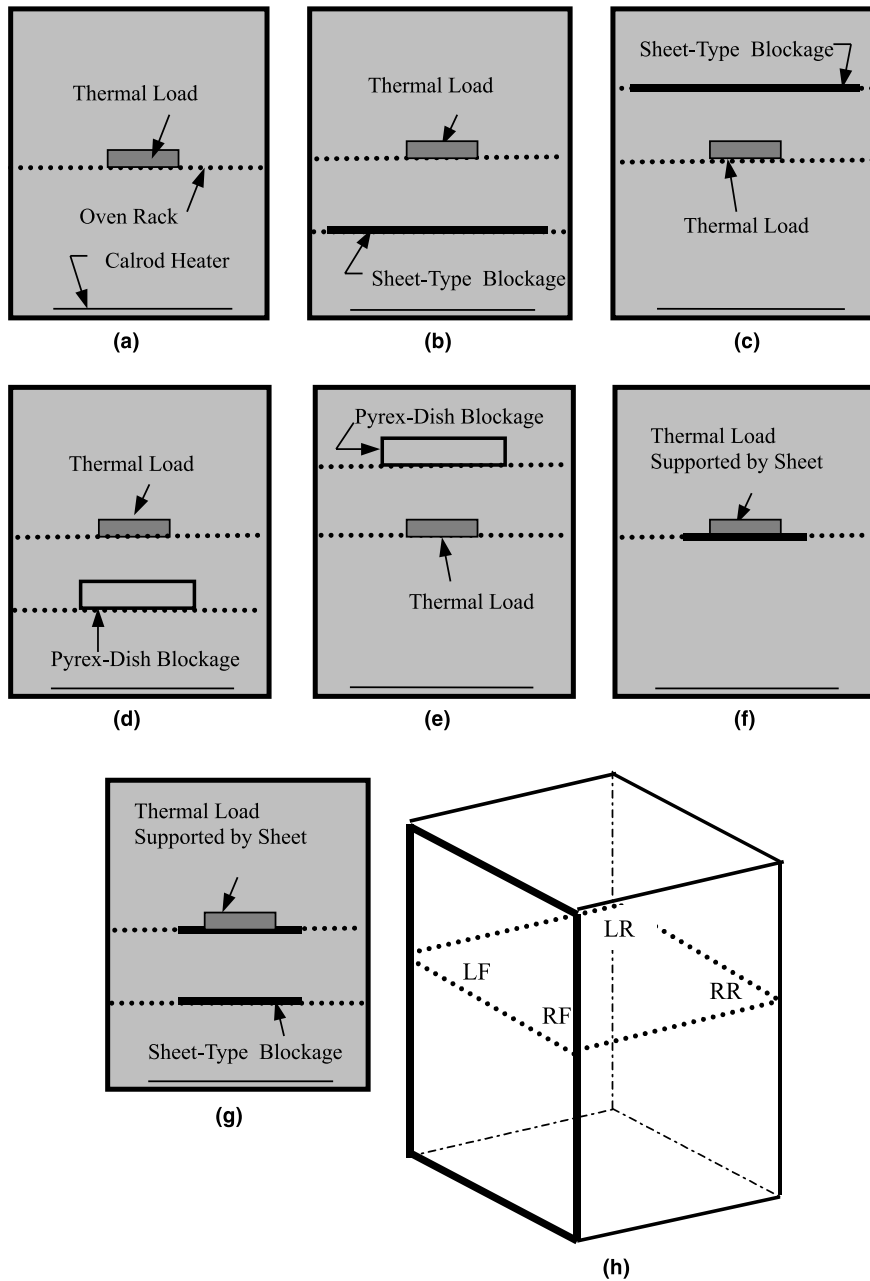 Thermal Load
Oven Rack
Calrod Heater
(a)
Thermal Load
Sheet-Type Blockage
(b)
Sheet-Type Blockage
Thermal Load
(c)
Thermal Load
Pyrex-Dish Blockage
(d)
Pyrex-Dish Blockage
Thermal Load
(e)
Thermal Load
Supported by Sheet
(f)
Thermal Load
Supported by Sheet
Sheet-Type Blockage
(g)
LR
LF
RR
RF
(h)